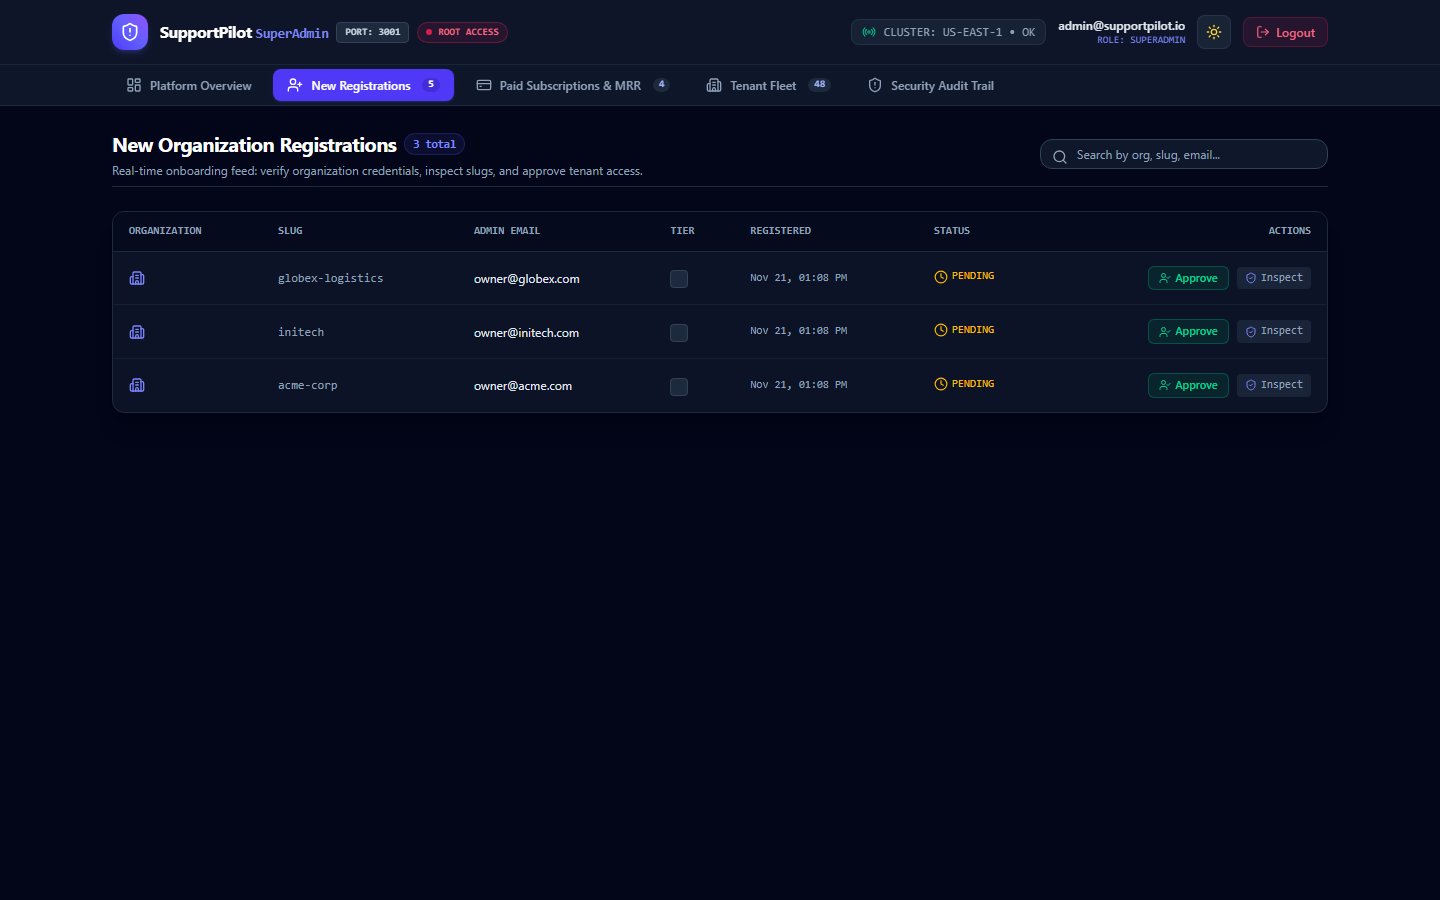 SupportPilot SuperAdmin PORT: 3001 ROOT ACCESS CLUSTER: US-EAST-1 • OK admin@supportpilot.io Logout
ROLE: SUPERADMIN
Platform Overview New Registrations 5 Paid Subscriptions & MRR 4 Tenant Fleet 48 Security Audit Trail
New Organization Registrations 3 total
Search by org, slug, email...
Real-time onboarding feed: verify organization credentials, inspect slugs, and approve tenant access.
ORGANIZATION SLUG ADMIN EMAIL TIER REGISTERED STATUS ACTIONS
globex-logistics owner@globex.com Nov 21, 01:08 PM PENDING Approve Inspect
initech owner@initech.com Nov 21, 01:08 PM PENDING Approve Inspect
acme-corp owner@acme.com Nov 21, 01:08 PM PENDING Approve Inspect